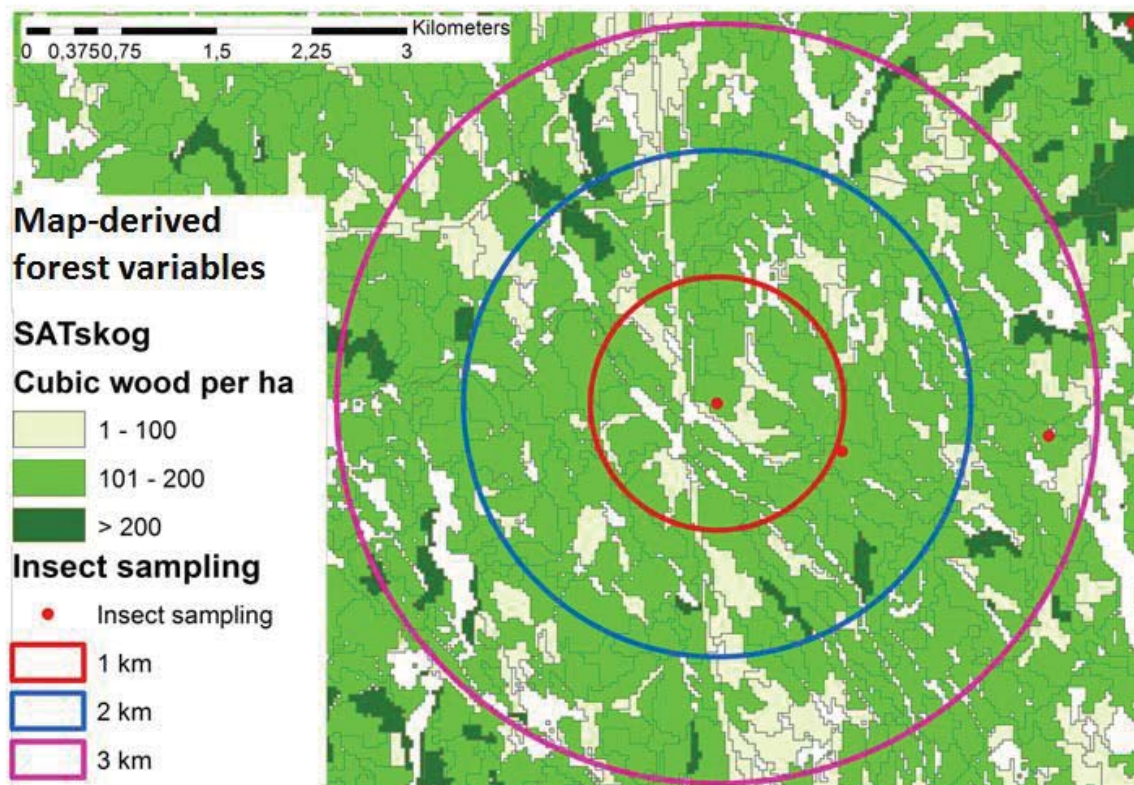 Kilometers
0 0,3750,75 1,5 2,25 3
Map-derived
forest variables
SATskog
Cubic wood per ha
1 - 100
101 - 200
> 200
Insect sampling
Insect sampling
1 km
2 km
3 km